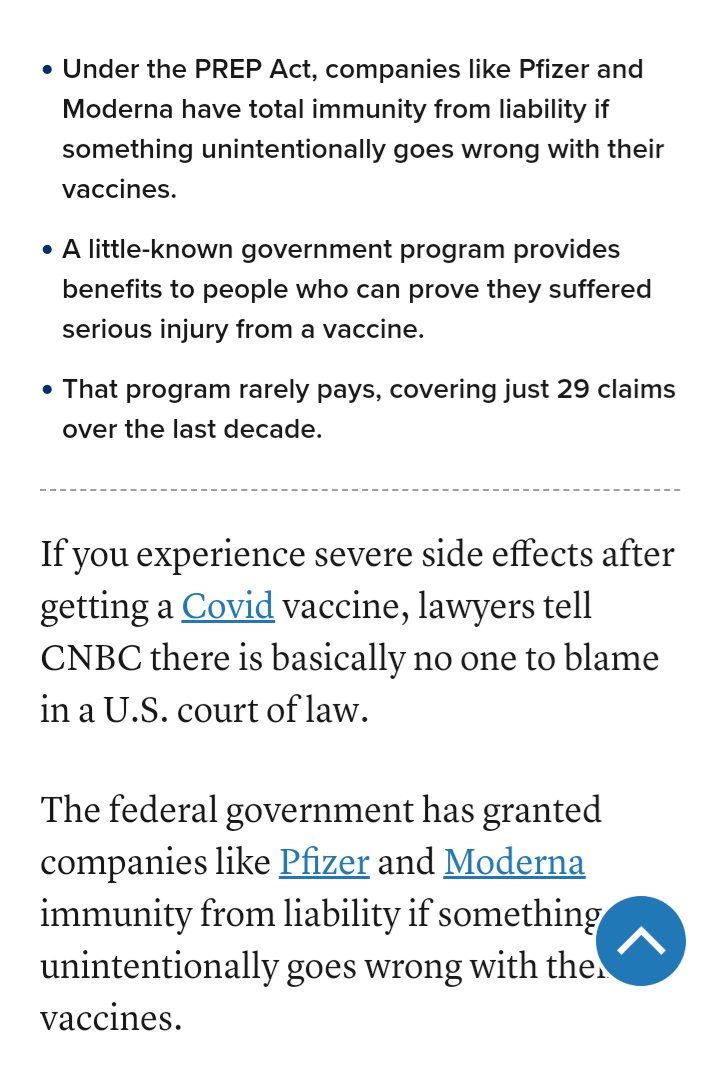 • Under the PREP Act, companies like Pfizer and
Moderna have total immunity from liability if
something unintentionally goes wrong with their
vaccines.
• A little-known government program provides
benefits to people who can prove they suffered
serious injury from a vaccine.
• That program rarely pays, covering just 29 claims
over the last decade.
If you experience severe side effects after
getting a Covid vaccine, lawyers tell
CNBC there is basically no one to blame
in a U.S. court of law.
The federal government has granted
companies like Pfizer and Moderna
immunity from liability if something
unintentionally goes wrong with their
vaccines.